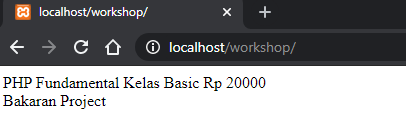 localhost/workshop/
localhost/workshop/
PHP Fundamental Kelas Basic Rp 20000
Bakaran Project